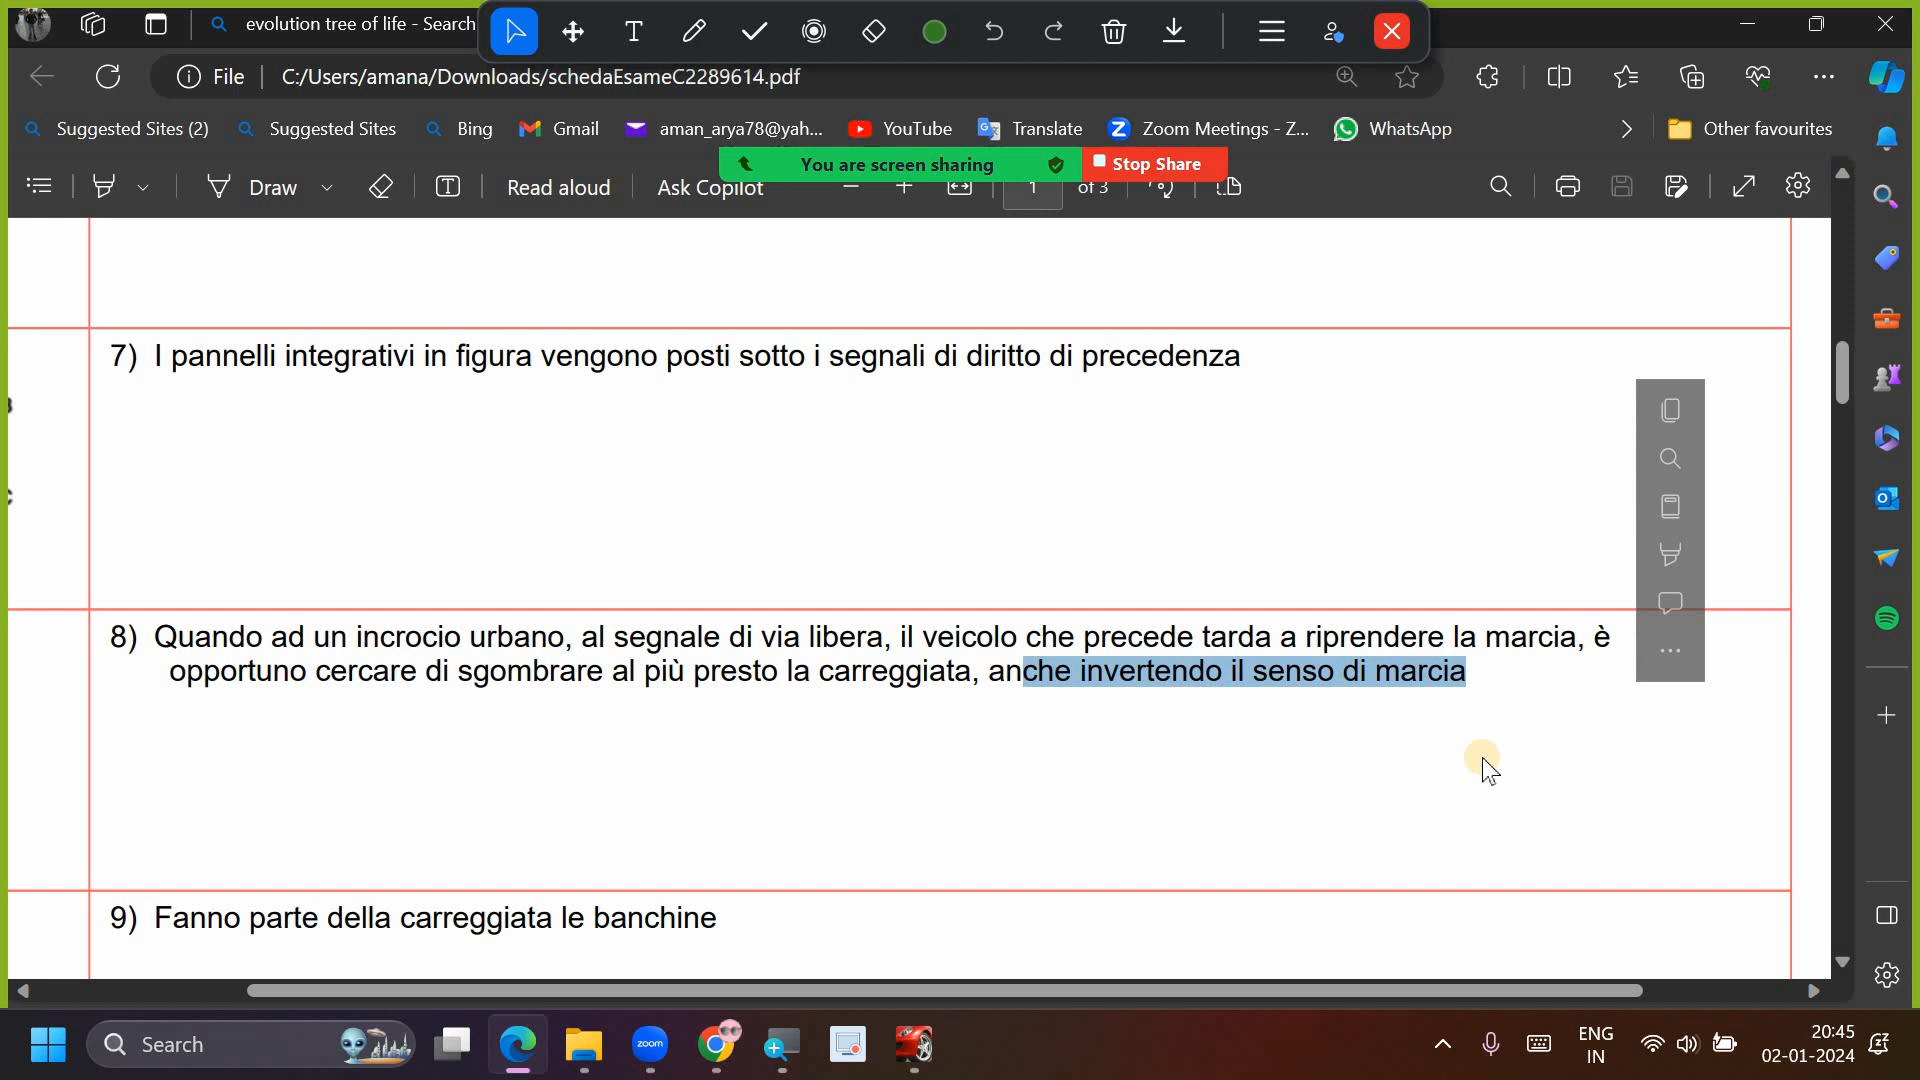 evolution tree of life - Search
T
File
C:/Users/amana/Downloads/schedaEsameC2289614.pdf
Suggested Sites (2)
Suggested Sites
Bing
Gmail
aman_arya78@yah...
YouTube
Translate
Zoom Meetings - Z...
WhatsApp
Other favourites
You are screen sharing
Stop Share
Draw
Read aloud
Ask Copilot
1
of 3
7) I pannelli integrativi in figura vengono posti sotto i segnali di diritto di precedenza
8) Quando ad un incrocio urbano, al segnale di via libera, il veicolo che precede tarda a riprendere la marcia, è
opportuno cercare di sgombrare al più presto la carreggiata, anche invertendo il senso di marcia
9) Fanno parte della carreggiata le banchine
Search
zoom
ENG
IN
20:45
02-01-2024